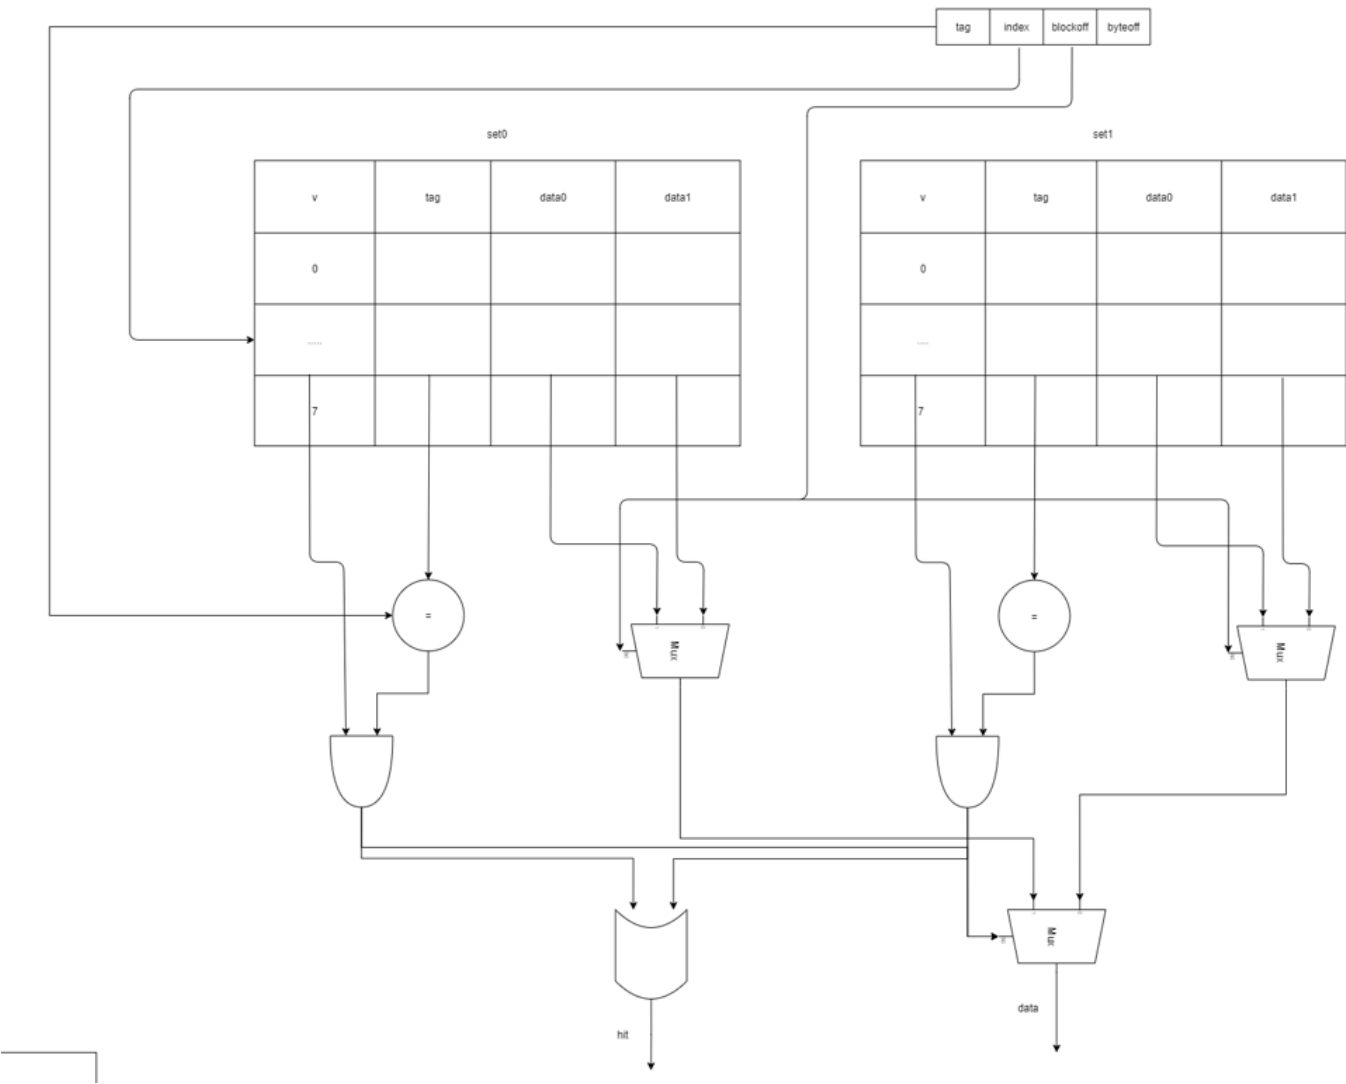 tag index blockoff byteoff
set0 set1
v tag data0 data1 v tag data0 data1
0 0
..... ....
7 7
= =
Mux Mux
Mux
data
hit